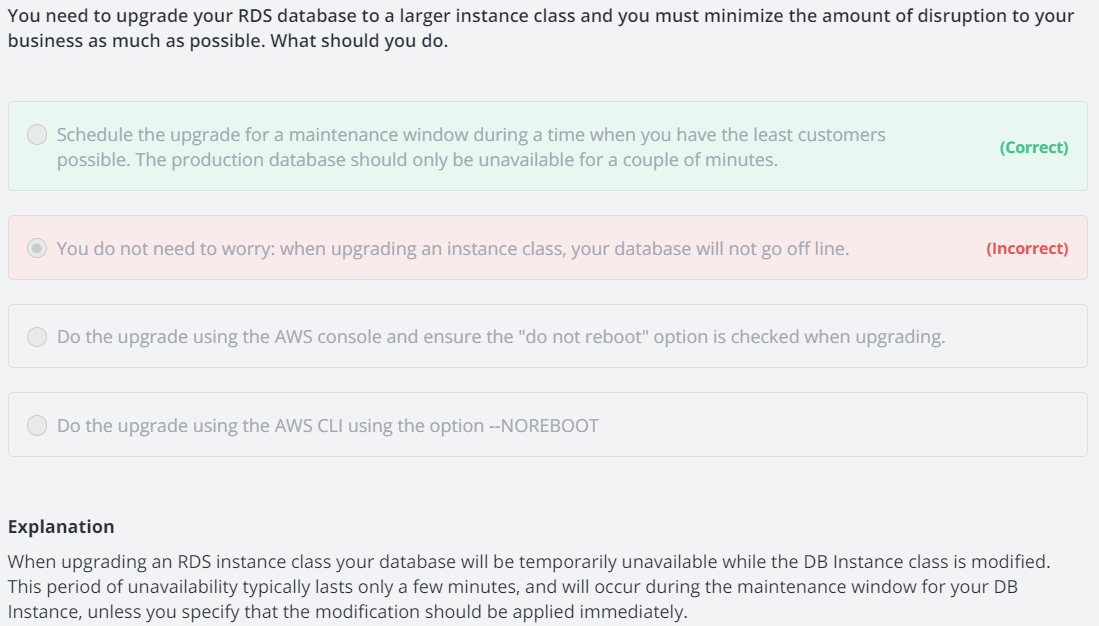 You need to upgrade your RDS database to a larger instance class and you must minimize the amount of disruption to your
business as much as possible. What should you do.
Schedule the upgrade for a maintenance window during a time when you have the least customers
possible. The production database should only be unavailable for a couple of minutes.
(Correct)
You do not need to worry: when upgrading an instance class, your database will not go off line.
(Incorrect)
Do the upgrade using the AWS console and ensure the "do not reboot" option is checked when upgrading.
Do the upgrade using the AWS CLI using the option --NOREBOOT
Explanation
When upgrading an RDS instance class your database will be temporarily unavailable while the DB Instance class is modified.
This period of unavailability typically lasts only a few minutes, and will occur during the maintenance window for your DB
Instance, unless you specify that the modification should be applied immediately.